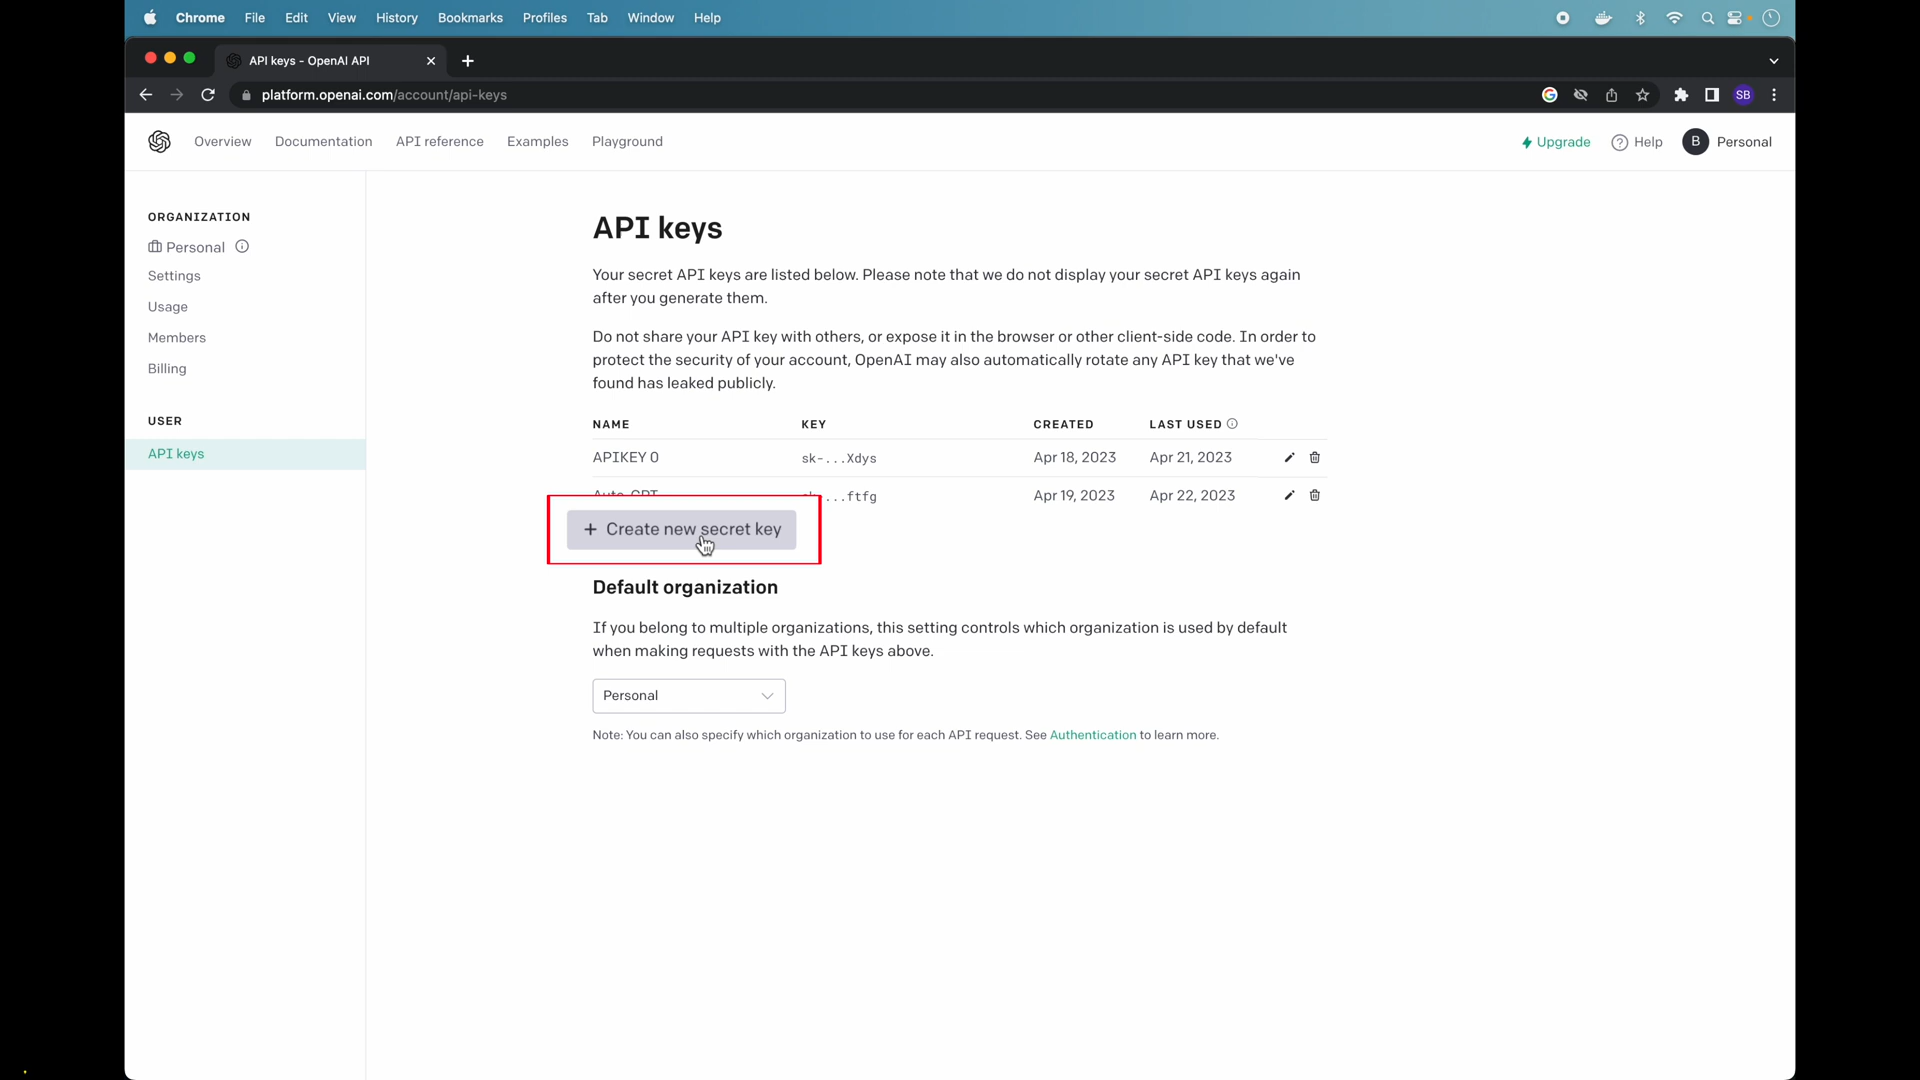 Chrome File Edit View History Bookmarks Profiles Tab Window Help
API keys - OpenAI API
platform.openai.com/account/api-keys
SB
Overview Documentation API reference Examples Playground
Upgrade Help B Personal
ORGANIZATION
Personal
Settings
Usage
Members
Billing
USER
API keys
API keys
Your secret API keys are listed below. Please note that we do not display your secret API keys again
after you generate them.
Do not share your API key with others, or expose it in the browser or other client-side code. In order to
protect the security of your account, OpenAI may also automatically rotate any API key that we've
found has leaked publicly.
NAME KEY CREATED LAST USED
APIKEY 0 sk-...Xdys Apr 18, 2023 Apr 21, 2023
Auto-GPT ...ftfg Apr 19, 2023 Apr 22, 2023
+ Create new secret key
Default organization
If you belong to multiple organizations, this setting controls which organization is used by default
when making requests with the API keys above.
Personal
Note: You can also specify which organization to use for each API request. See Authentication to learn more.